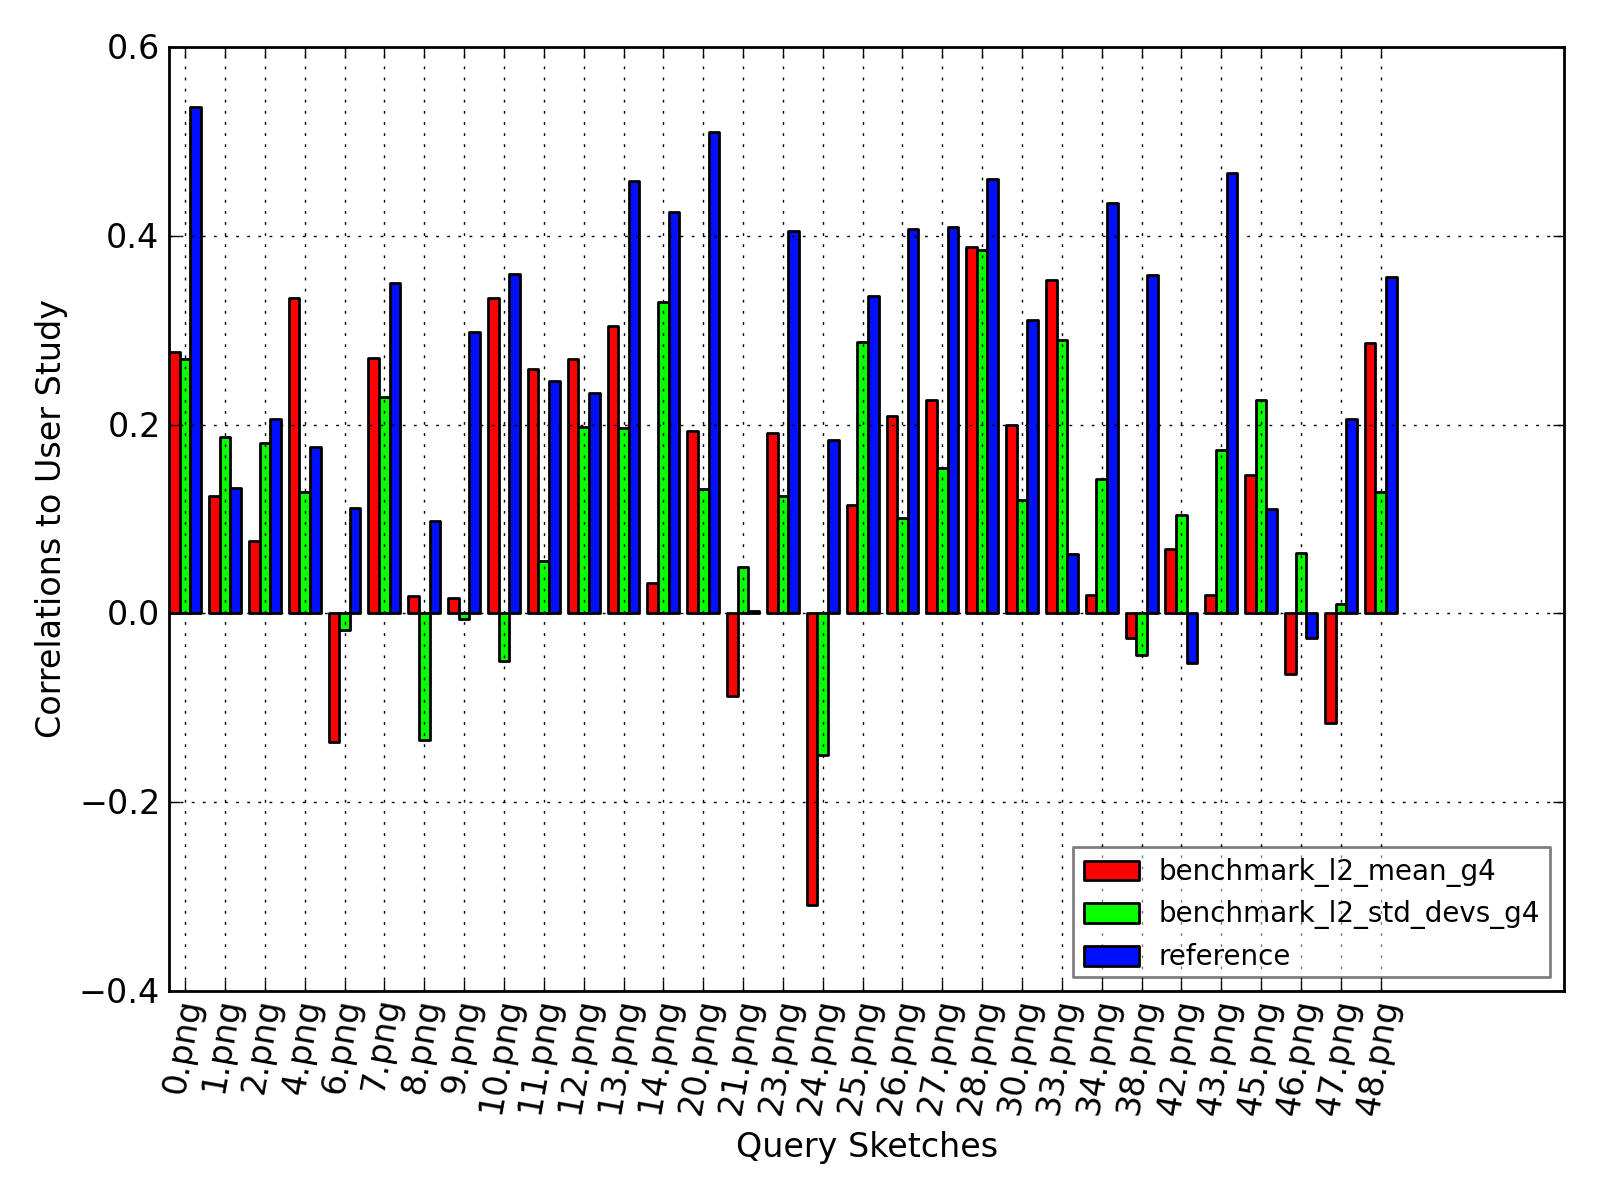 0.6
0.4
0.2
0.0
−0.2
−0.4
Correlations to User Study
benchmark_l2_mean_g4
benchmark_l2_std_devs_g4
reference
0.png
1.png
2.png
4.png
6.png
7.png
8.png
9.png
10.png
11.png
12.png
13.png
14.png
20.png
21.png
23.png
24.png
25.png
26.png
27.png
28.png
30.png
33.png
34.png
38.png
42.png
43.png
45.png
46.png
47.png
48.png
Query Sketches